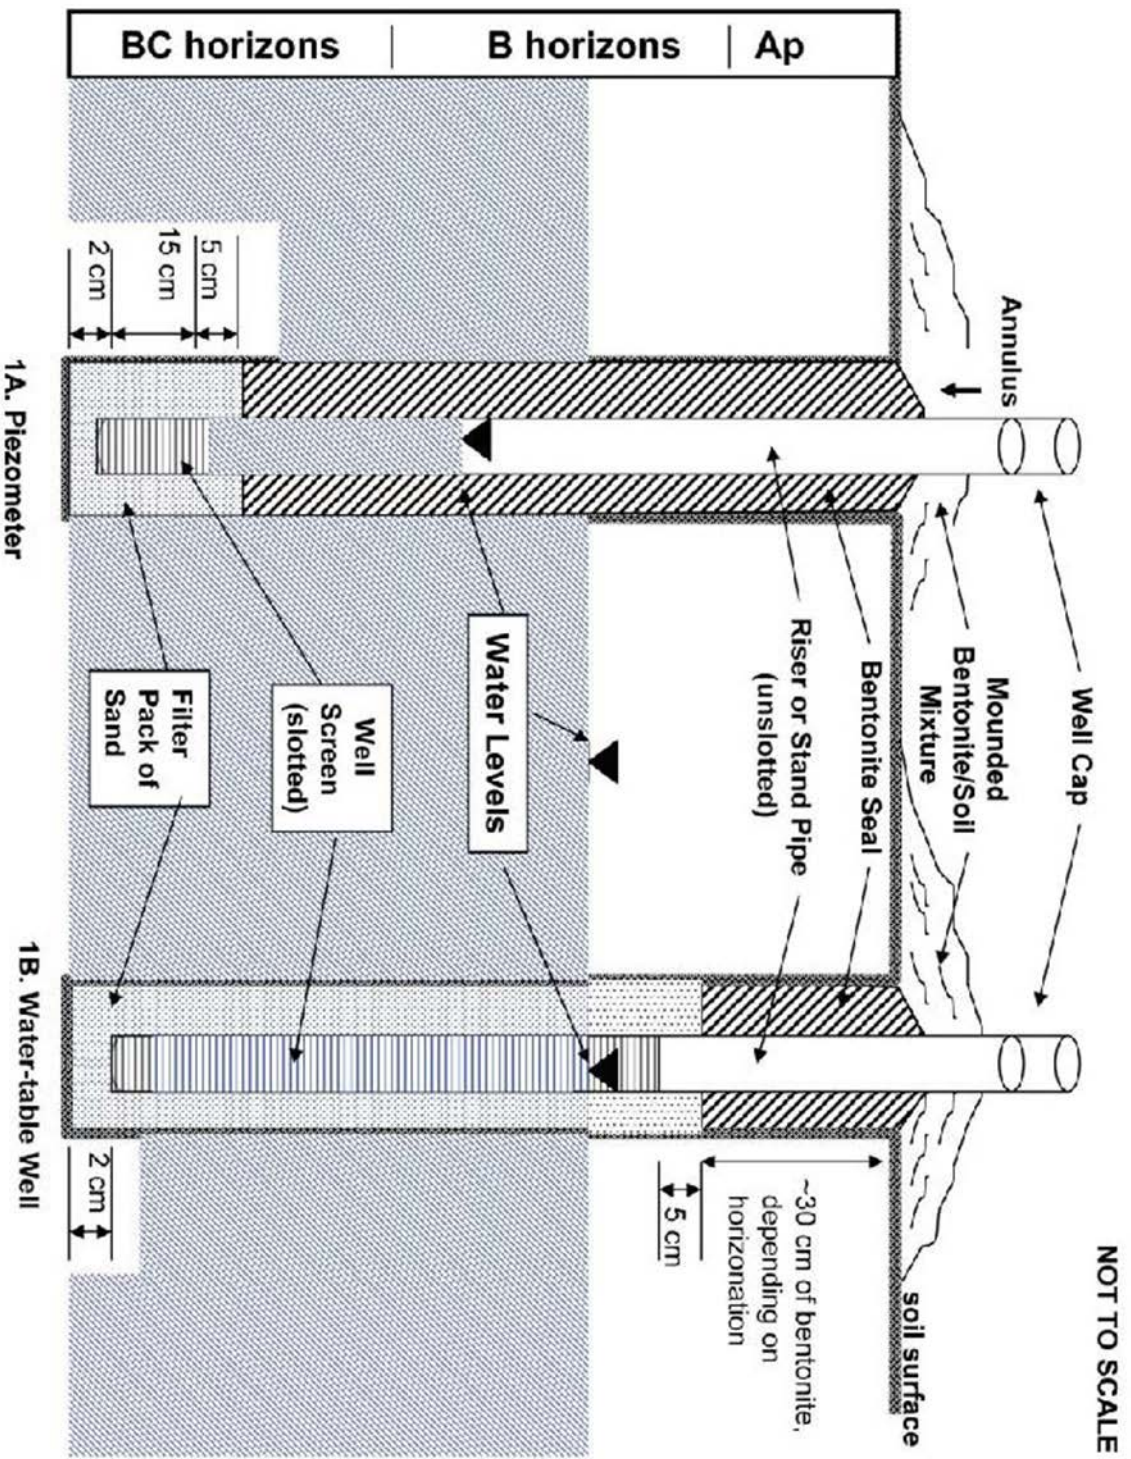 NOT TO SCALE
Annulus
Well Cap
Mounded
Bentonite/Soil
Mixture
soil surface
Bentonite Seal
Riser or Stand Pipe
(unslotted)
~30 cm of bentonite,
depending on
horizonation
5 cm
Water Levels
Well
Screen
(slotted)
Filter
Pack of
Sand
5 cm
15 cm
2 cm
2 cm
Ap
B horizons
BC horizons
1A. Piezometer
1B. Water-table Well